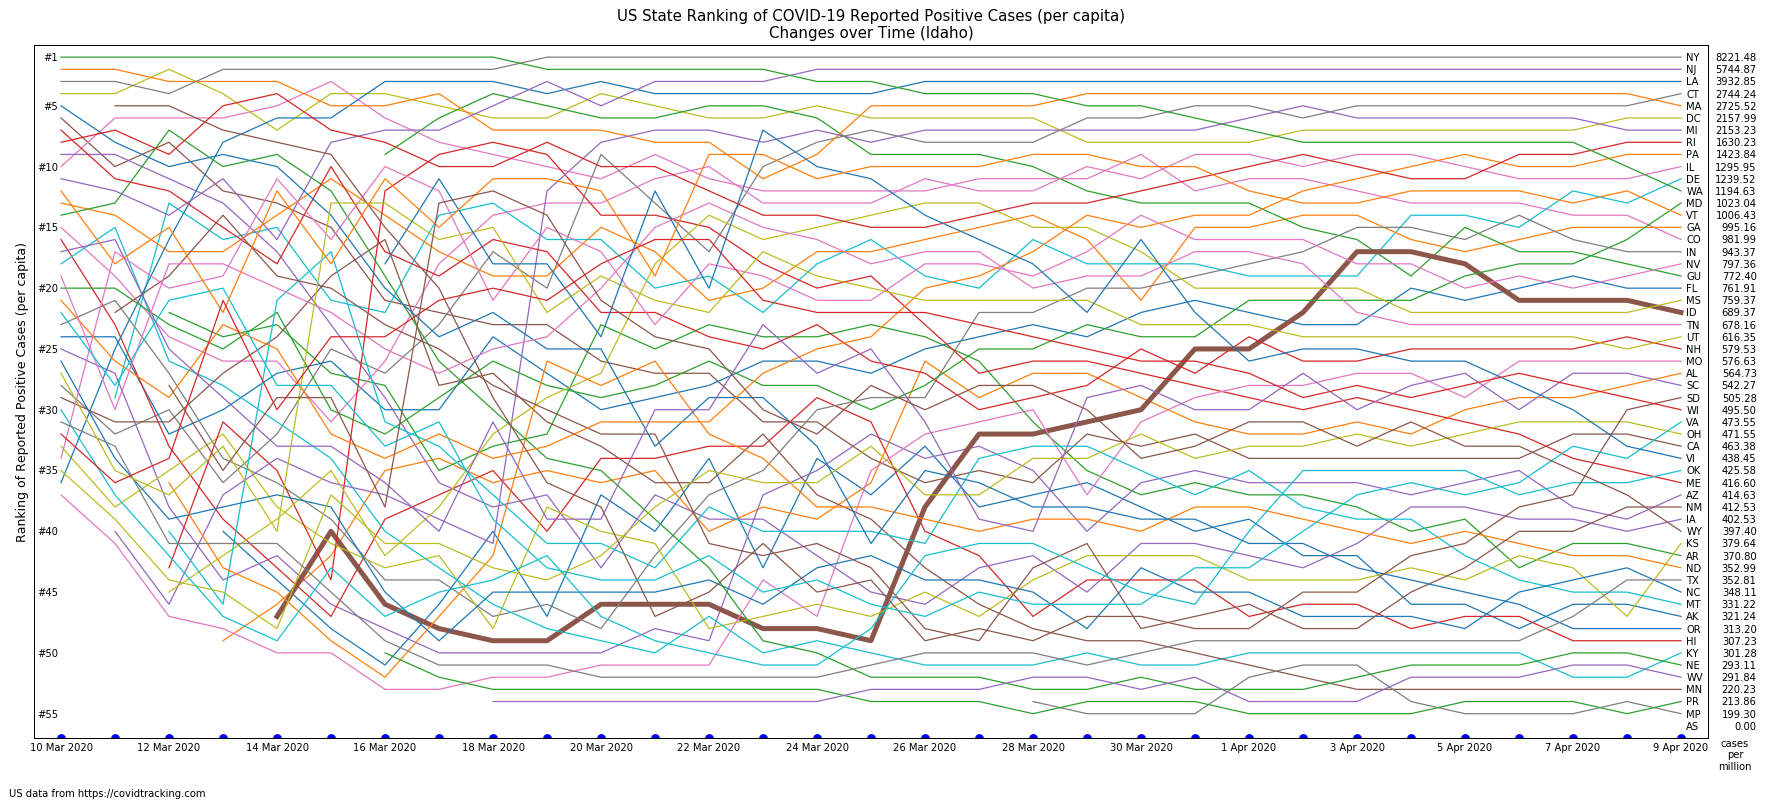 US State Ranking of COVID-19 Reported Positive Cases (per capita)
Changes over Time (Idaho)
Ranking of Reported Positive Cases (per capita)
#1
#5
#10
#15
#20
#25
#30
#35
#40
#45
#50
#55
NY 8221.48
NJ 5744.87
LA 3932.85
CT 2744.24
MA 2725.52
DC 2157.99
MI 2153.23
RI 1630.23
PA 1423.84
IL 1295.95
DE 1239.52
WA 1194.63
MD 1023.04
VT 1006.43
GA 995.16
CO 981.99
IN 943.37
NV 797.36
GU 772.40
FL 761.91
MS 759.37
ID 689.37
TN 678.16
UT 616.35
NH 579.53
MO 576.63
AL 564.73
SC 542.27
SD 505.28
WI 495.50
VA 473.55
OH 471.55
CA 463.38
VI 438.45
OK 425.58
ME 416.60
AZ 414.63
NM 412.53
IA 402.53
WY 397.40
KS 379.64
AR 370.80
ND 352.99
TX 352.81
NC 348.11
MT 331.22
AK 321.24
OR 313.20
HI 307.23
KY 301.28
NE 293.11
WV 291.84
MN 220.23
PR 213.86
MP 199.30
AS 0.00
10 Mar 2020 12 Mar 2020 14 Mar 2020 16 Mar 2020 18 Mar 2020 20 Mar 2020 22 Mar 2020 24 Mar 2020 26 Mar 2020 28 Mar 2020 30 Mar 2020 1 Apr 2020 3 Apr 2020 5 Apr 2020 7 Apr 2020 9 Apr 2020
cases
per
million
US data from https://covidtracking.com